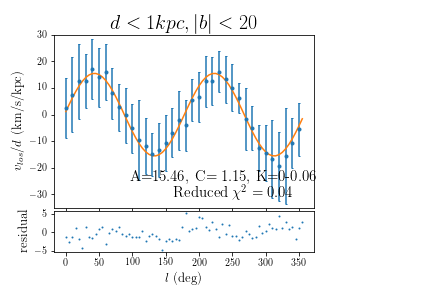 d < 1kpc, |b| < 20
v_los/d (km/s/kpc)
30
20
10
0
−10
−20
−30
A=15.46, C= 1.15, K=0-0.06
Reduced χ² = 0.04
residual
5
0
−5
0 50 100 150 200 250 300 350
l (deg)